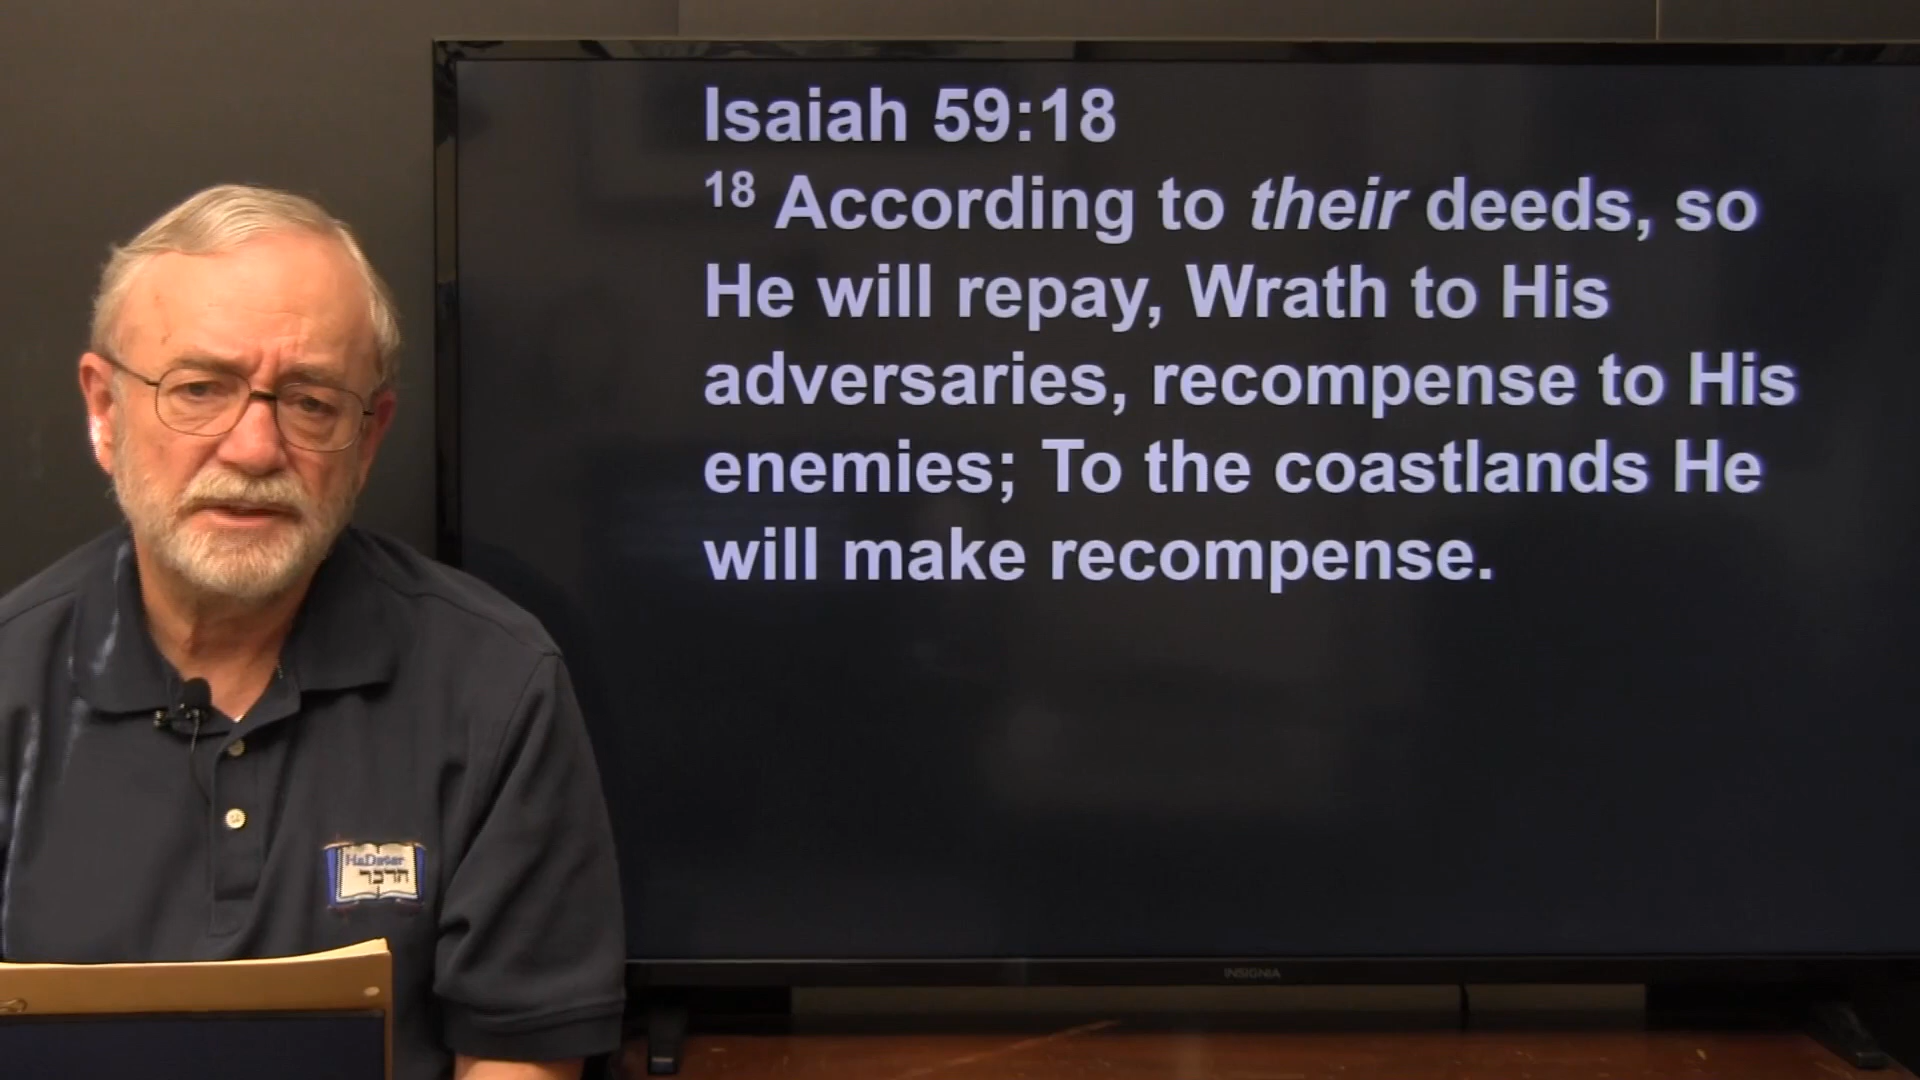 Isaiah 59:18
18 According to their deeds, so
He will repay, Wrath to His
adversaries, recompense to His
enemies; To the coastlands He
will make recompense.
HaDavar
הדבר
INSIGNIA